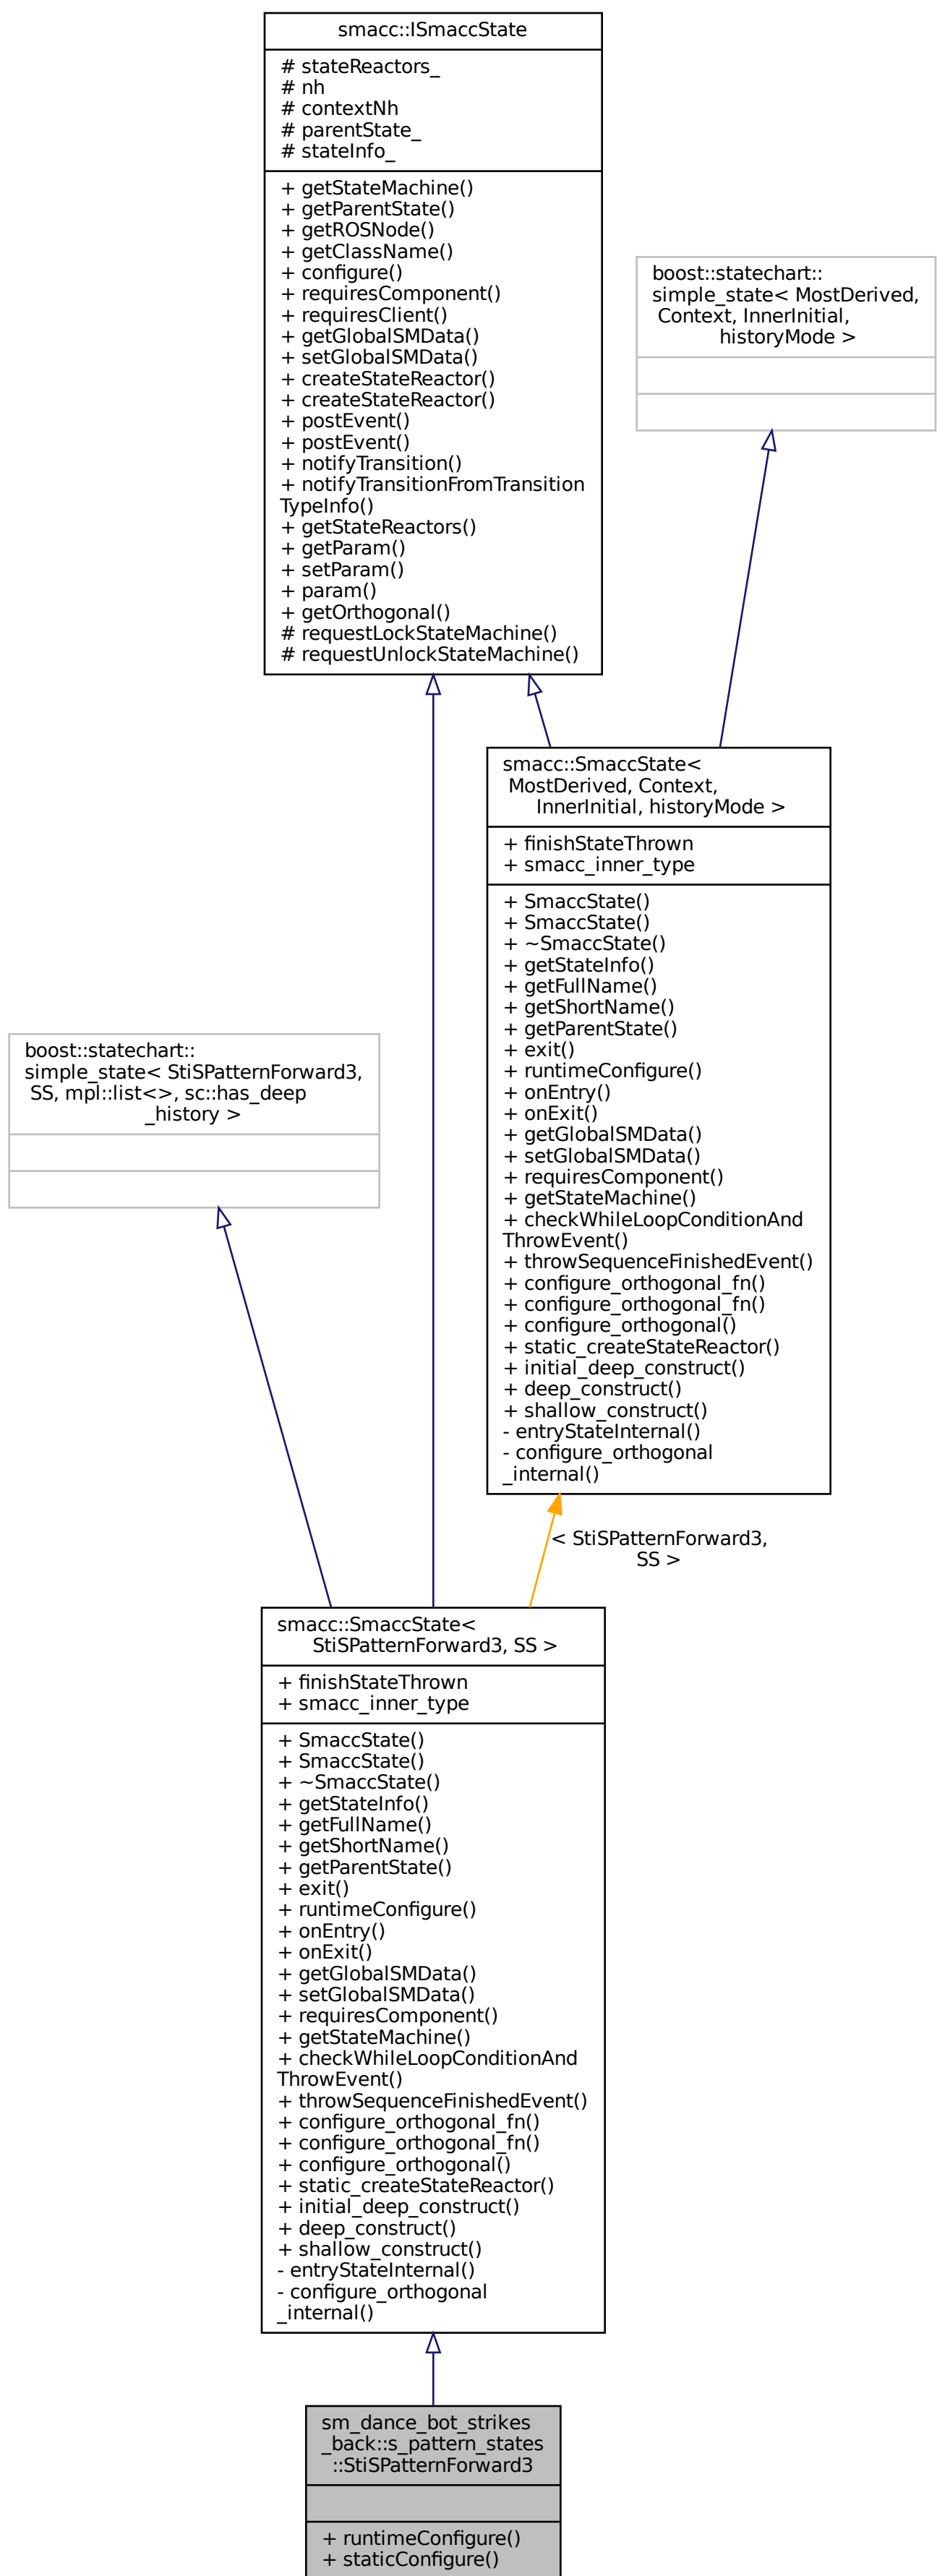 smacc::ISmaccState
# stateReactors_
# nh
# contextNh
# parentState_
# stateInfo_
+ getStateMachine()
+ getParentState()
+ getROSNode()
+ getClassName()
+ configure()
+ requiresComponent()
+ requiresClient()
+ getGlobalSMData()
+ setGlobalSMData()
+ createStateReactor()
+ createStateReactor()
+ postEvent()
+ postEvent()
+ notifyTransition()
+ notifyTransitionFromTransition
TypeInfo()
+ getStateReactors()
+ getParam()
+ setParam()
+ param()
+ getOrthogonal()
# requestLockStateMachine()
# requestUnlockStateMachine()
boost::statechart::
simple_state< MostDerived,
Context, InnerInitial,
historyMode >
smacc::SmaccState<
MostDerived, Context,
InnerInitial, historyMode >
+ finishStateThrown
+ smacc_inner_type
+ SmaccState()
+ SmaccState()
+ ~SmaccState()
+ getStateInfo()
+ getFullName()
+ getShortName()
+ getParentState()
+ exit()
+ runtimeConfigure()
+ onEntry()
+ onExit()
+ getGlobalSMData()
+ setGlobalSMData()
+ requiresComponent()
+ getStateMachine()
+ checkWhileLoopConditionAnd
ThrowEvent()
+ throwSequenceFinishedEvent()
+ configure_orthogonal_fn()
+ configure_orthogonal_fn()
+ configure_orthogonal()
+ static_createStateReactor()
+ initial_deep_construct()
+ deep_construct()
+ shallow_construct()
- entryStateInternal()
- configure_orthogonal
_internal()
boost::statechart::
simple_state< StiSPatternForward3,
SS, mpl::list<>, sc::has_deep
_history >
< StiSPatternForward3,
SS >
smacc::SmaccState<
StiSPatternForward3, SS >
+ finishStateThrown
+ smacc_inner_type
+ SmaccState()
+ SmaccState()
+ ~SmaccState()
+ getStateInfo()
+ getFullName()
+ getShortName()
+ getParentState()
+ exit()
+ runtimeConfigure()
+ onEntry()
+ onExit()
+ getGlobalSMData()
+ setGlobalSMData()
+ requiresComponent()
+ getStateMachine()
+ checkWhileLoopConditionAnd
ThrowEvent()
+ throwSequenceFinishedEvent()
+ configure_orthogonal_fn()
+ configure_orthogonal_fn()
+ configure_orthogonal()
+ static_createStateReactor()
+ initial_deep_construct()
+ deep_construct()
+ shallow_construct()
- entryStateInternal()
- configure_orthogonal
_internal()
sm_dance_bot_strikes
_back::s_pattern_states
::StiSPatternForward3
+ runtimeConfigure()
+ staticConfigure()